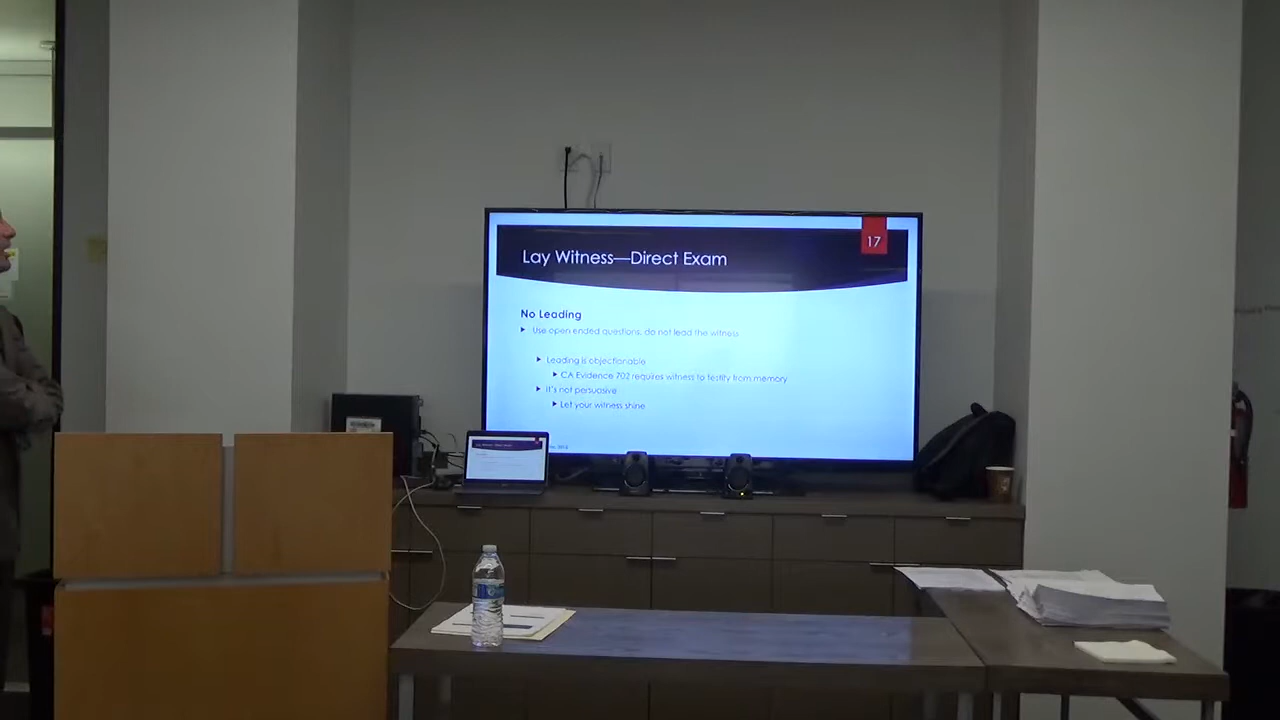 17
Lay Witness—Direct Exam
No Leading
Use open ended questions, do not lead the witness
Leading is objectionable
CA Evidence 702 requires witness to testify from memory
It's not persuasive
Let your witness shine